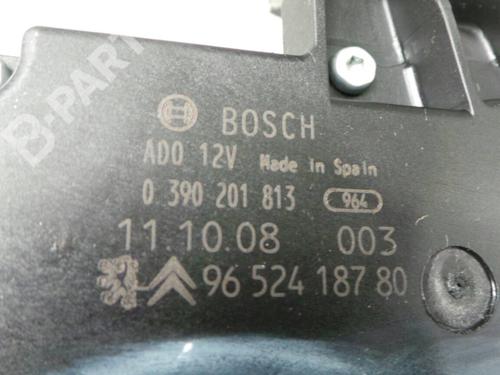 B-PARTS
BOSCH
ADO 12V Made in Spain
0 390 201 813 964
11.10.08 003
96 524 187 80